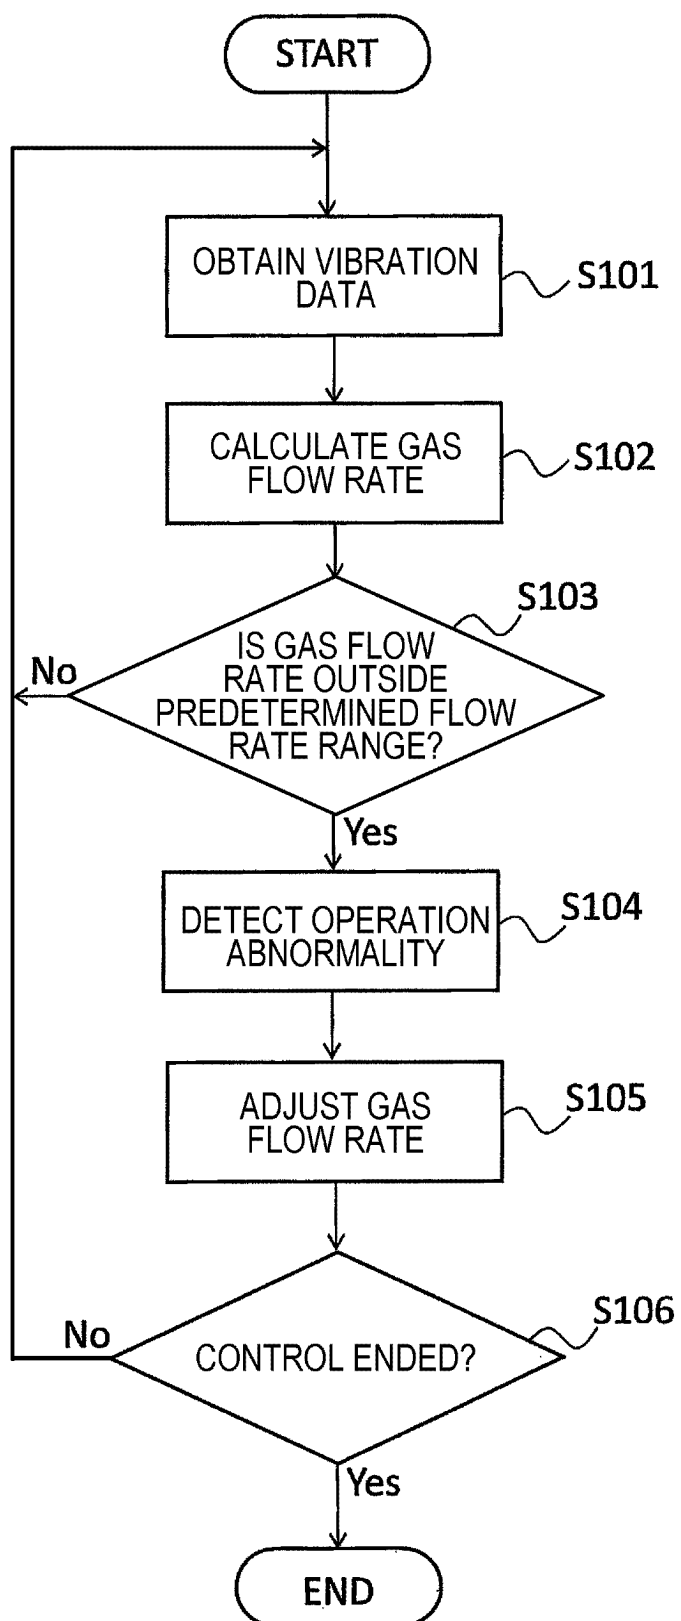 START
OBTAIN VIBRATION
DATA
S101
CALCULATE GAS
FLOW RATE
S102
S103
IS GAS FLOW
RATE OUTSIDE
PREDETERMINED FLOW
RATE RANGE?
No
Yes
DETECT OPERATION
ABNORMALITY
S104
ADJUST GAS
FLOW RATE
S105
S106
CONTROL ENDED?
No
Yes
END